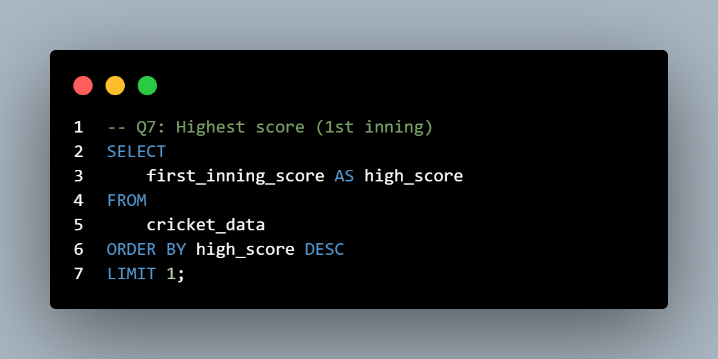 1 -- Q7: Highest score (1st inning)
2 SELECT
3     first_inning_score AS high_score
4 FROM
5     cricket_data
6 ORDER BY high_score DESC
7 LIMIT 1;